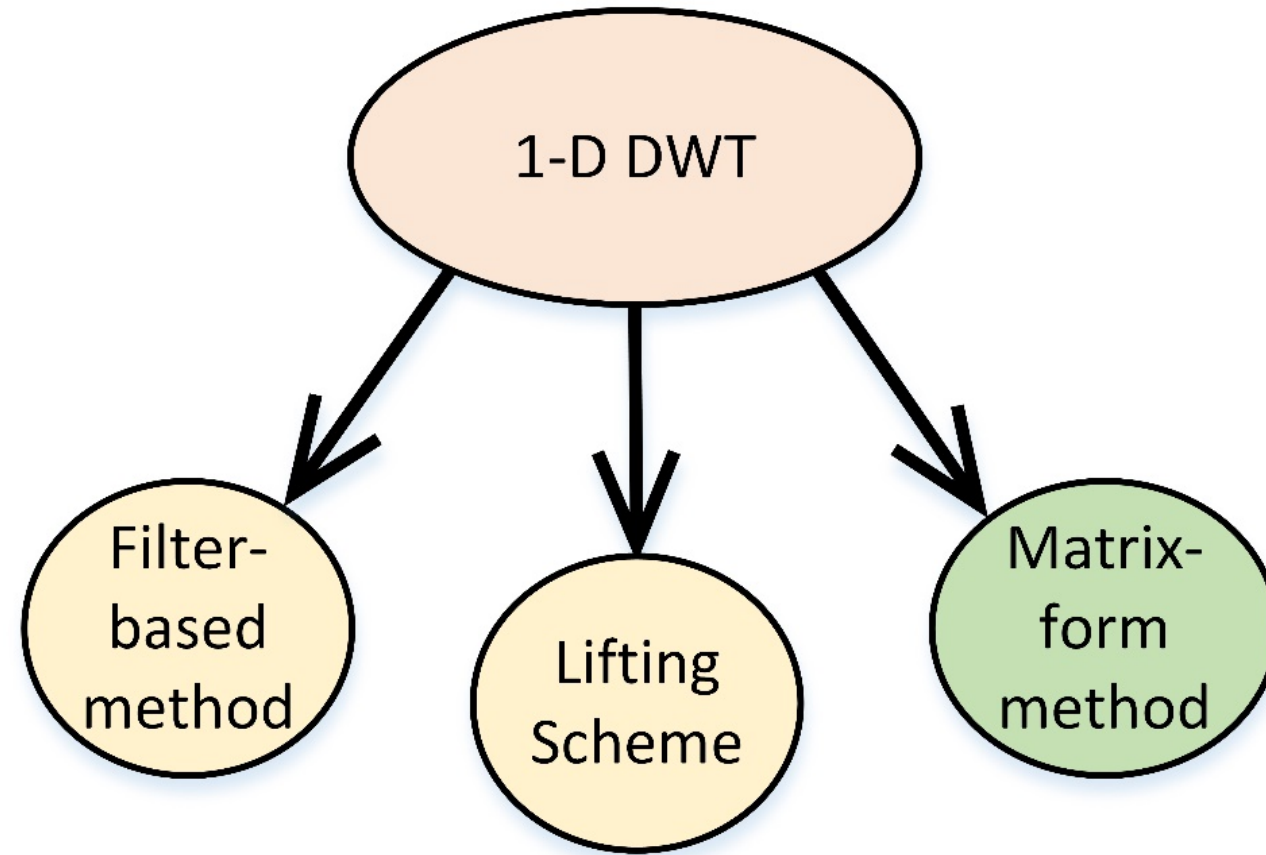 1-D DWT
Filter-
based
method
Lifting
Scheme
Matrix-
form
method